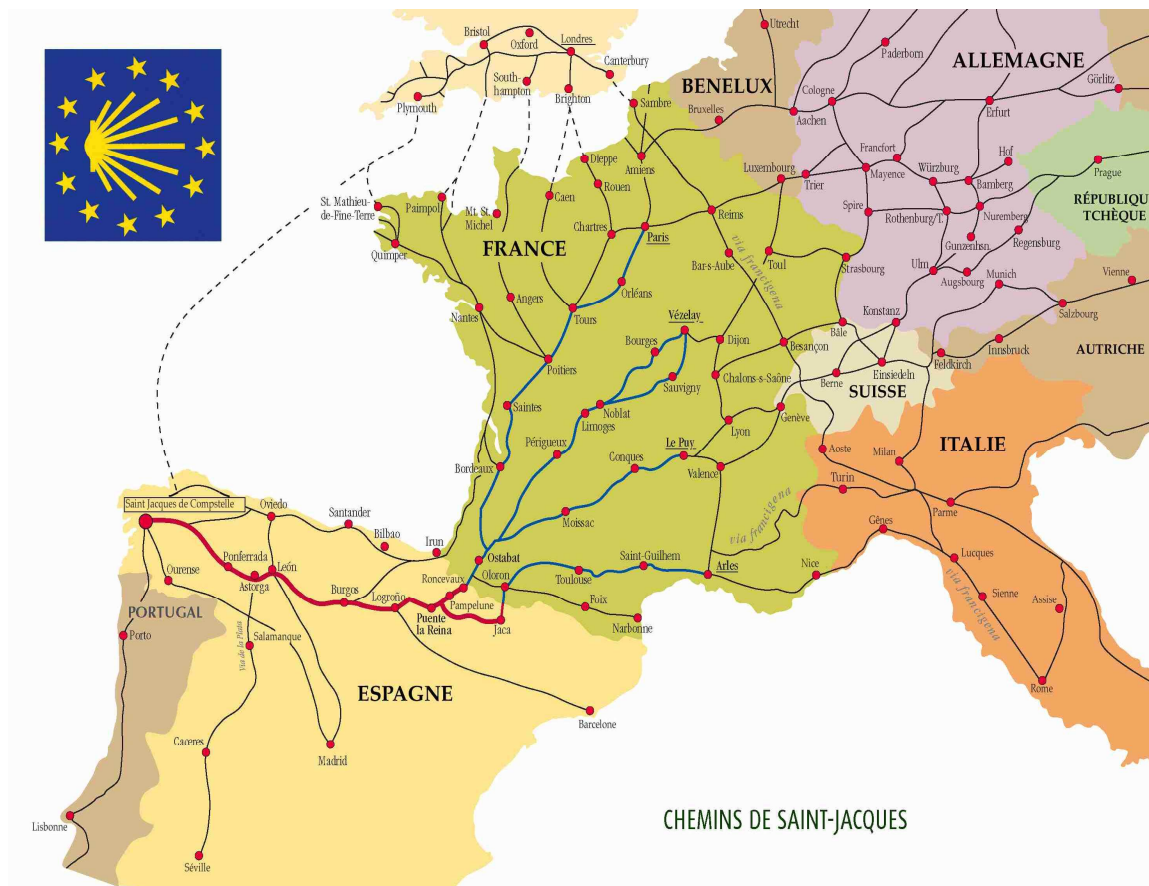 Utrecht
Bristol
Oxford
Londres
Paderborn
ALLEMAGNE
Canterbury
South-
hampton
BENELUX
Görlitz
Plymouth
Brighton
Sambre
Cologne
Bruxelles
Aachen
Erfurt
Dieppe
Amiens
Francfort
Hof
Luxembourg
Würzburg
Prague
Rouen
Trier
Mayence
Bamberg
St. Mathieu-
de-Fine-Terre
Paimpol
Caen
RÉPUBLIQUE
TCHÈQUE
Mt. St.
Michel
Reims
Spire
Rothenburg/T.
Nuremberg
Chartres
Paris
FRANCE
via francigena
Gunzenhsn.
Regensburg
Quimper
Bar-s-Aube
Toul
Strasbourg
Ulm
Augsbourg
Munich
Vienne
Orléans
Angers
Nantes
Tours
Vézelay
Konstanz
Salzbourg
Bâle
Bourges
Dijon
Besançon
Innsbruck
AUTRICHE
Poitiers
Feldkirch
Sauvigny
Chalons-s-Saône
Berne
Einsiedeln
SUISSE
Saintes
Noblat
Limoges
Genève
Lyon
ITALIE
Périgueux
Le Puy
Aoste
Milan
Bordeaux
Conques
Valence
Turin
Saint Jacques de Compstelle
Oviedo
Santander
Moissac
via francigena
Parme
Bilbao
Irun
Gênes
Ostabat
Saint-Guilhem
Arles
Lucques
Ponferrada
León
Oloron
Toulouse
Nice
Ourense
Astorga
Burgos
Roncevaux
Logroño
Pampelune
Foix
via francigena
Sienne
Assise
PORTUGAL
Puente
la Reina
Jaca
Narbonne
Porto
Via de la Plata
Salamanque
ESPAGNE
Rome
Barcelone
Caceres
Madrid
Lisbonne
CHEMINS DE SAINT-JACQUES
Séville